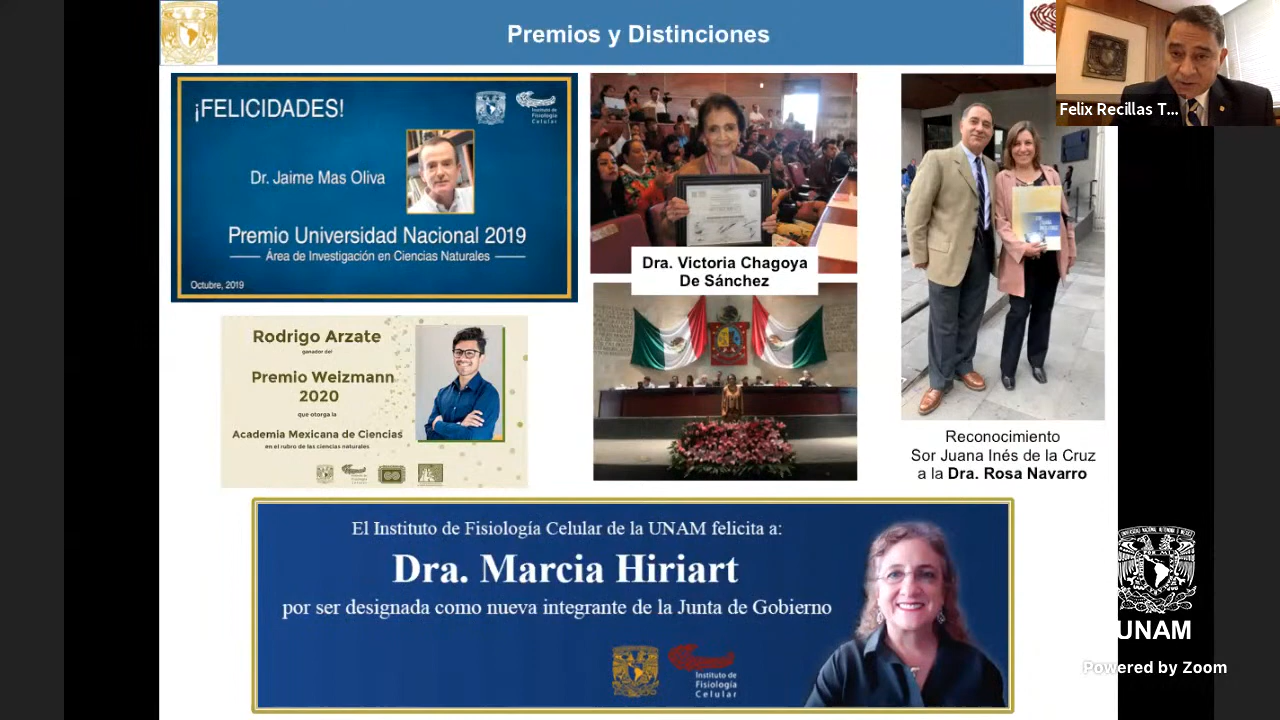 Premios y Distinciones
Felix Recillas T...
¡FELICIDADES!
Instituto de
Fisiología
Celular
Dr. Jaime Mas Oliva
Premio Universidad Nacional 2019
Área de Investigación en Ciencias Naturales
Octubre, 2019
Dra. Victoria Chagoya
De Sánchez
Rodrigo Arzate
ganador del
Premio Weizmann
2020
que otorga la
Academia Mexicana de Ciencias
en el rubro de las ciencias naturales
Reconocimiento
Sor Juana Inés de la Cruz
a la Dra. Rosa Navarro
El Instituto de Fisiología Celular de la UNAM felicita a:
Dra. Marcia Hiriart
por ser designada como nueva integrante de la Junta de Gobierno
Instituto
de Fisiología
Celular
UNAM
Powered by Zoom